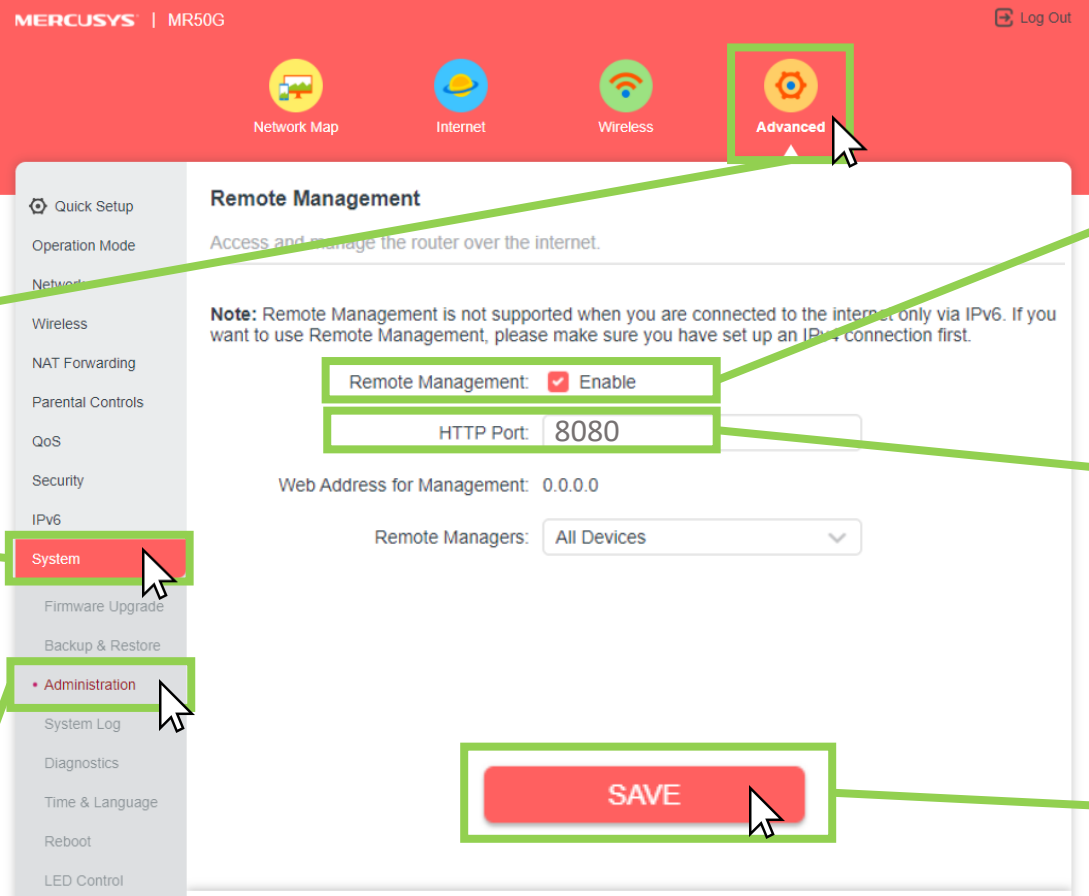 MERCUSYS | MR50G
Log Out
Network Map
Internet
Wireless
Advanced
Quick Setup
Operation Mode
Network
Wireless
NAT Forwarding
Parental Controls
QoS
Security
IPv6
System
Firmware Upgrade
Backup & Restore
• Administration
System Log
Diagnostics
Time & Language
Reboot
LED Control
Remote Management
Access and manage the router over the internet.
Note: Remote Management is not supported when you are connected to the internet only via IPv6. If you
want to use Remote Management, please make sure you have set up an IPv4 connection first.
Remote Management: Enable
HTTP Port: 8080
Web Address for Management: 0.0.0.0
Remote Managers: All Devices
SAVE